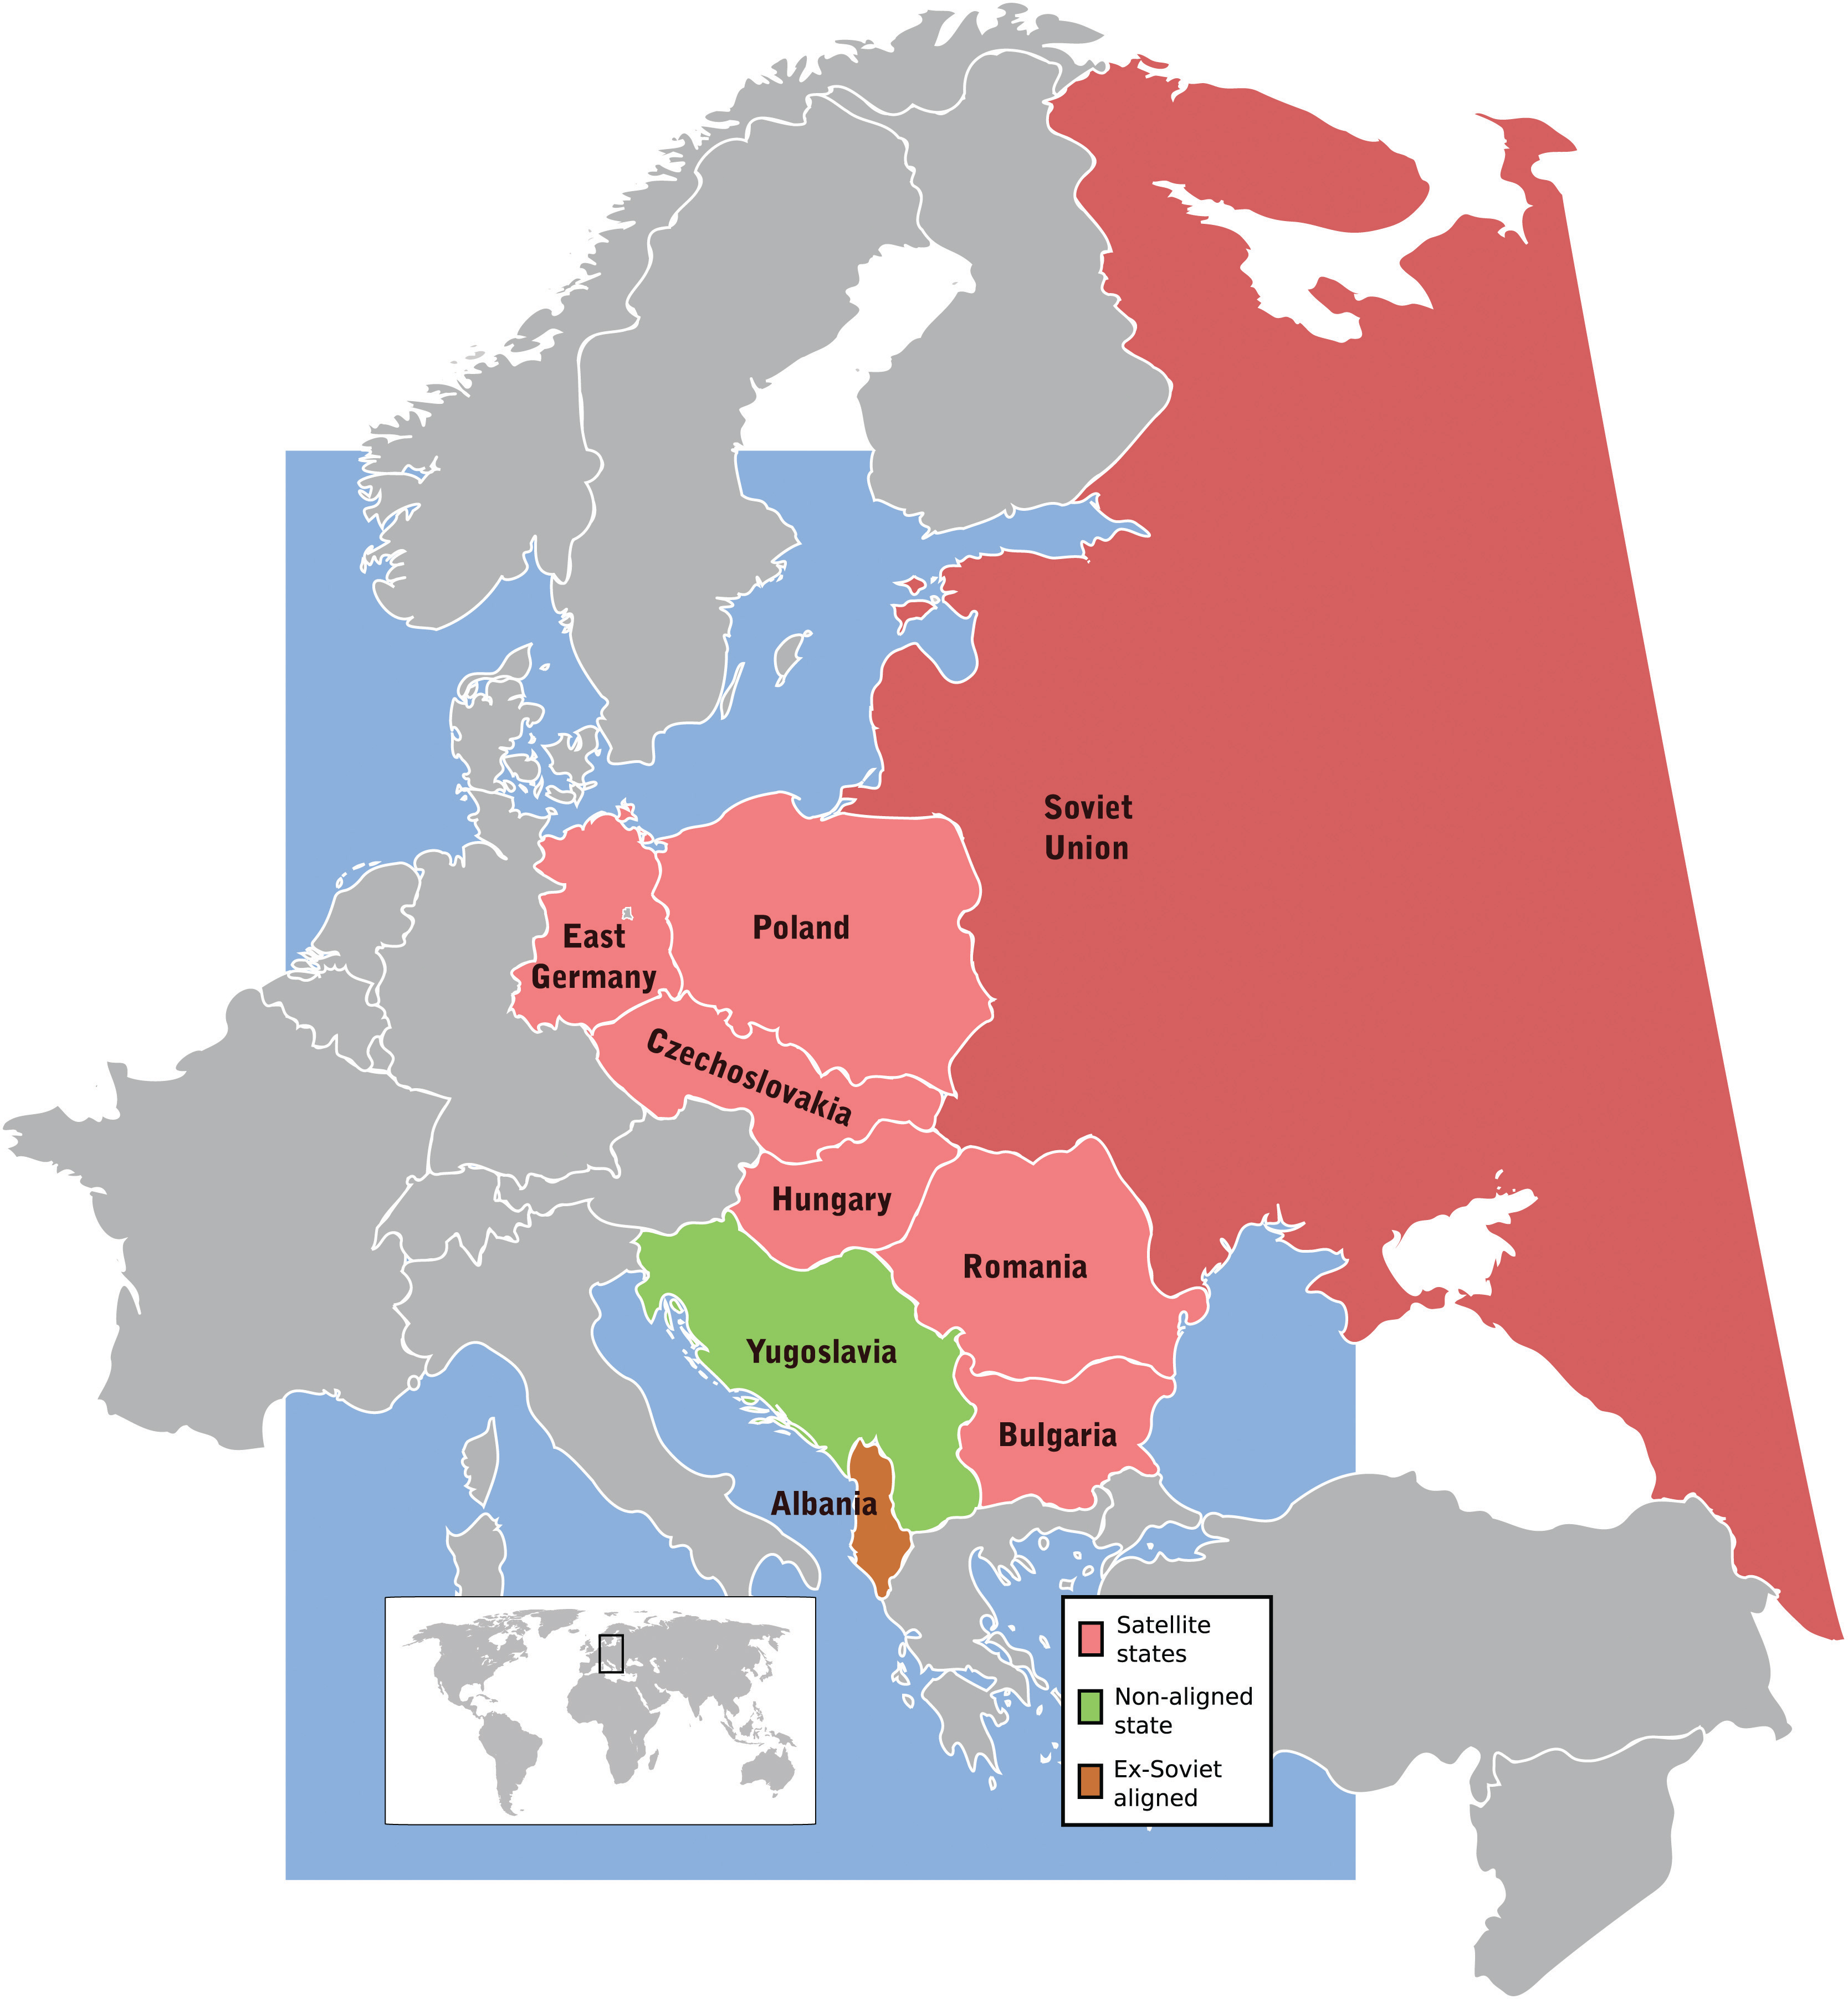 Soviet
Union
Poland
East
Germany
Czechoslovakia
Hungary
Romania
Yugoslavia
Bulgaria
Albania
Satellite
states
Non-aligned
state
Ex-Soviet
aligned